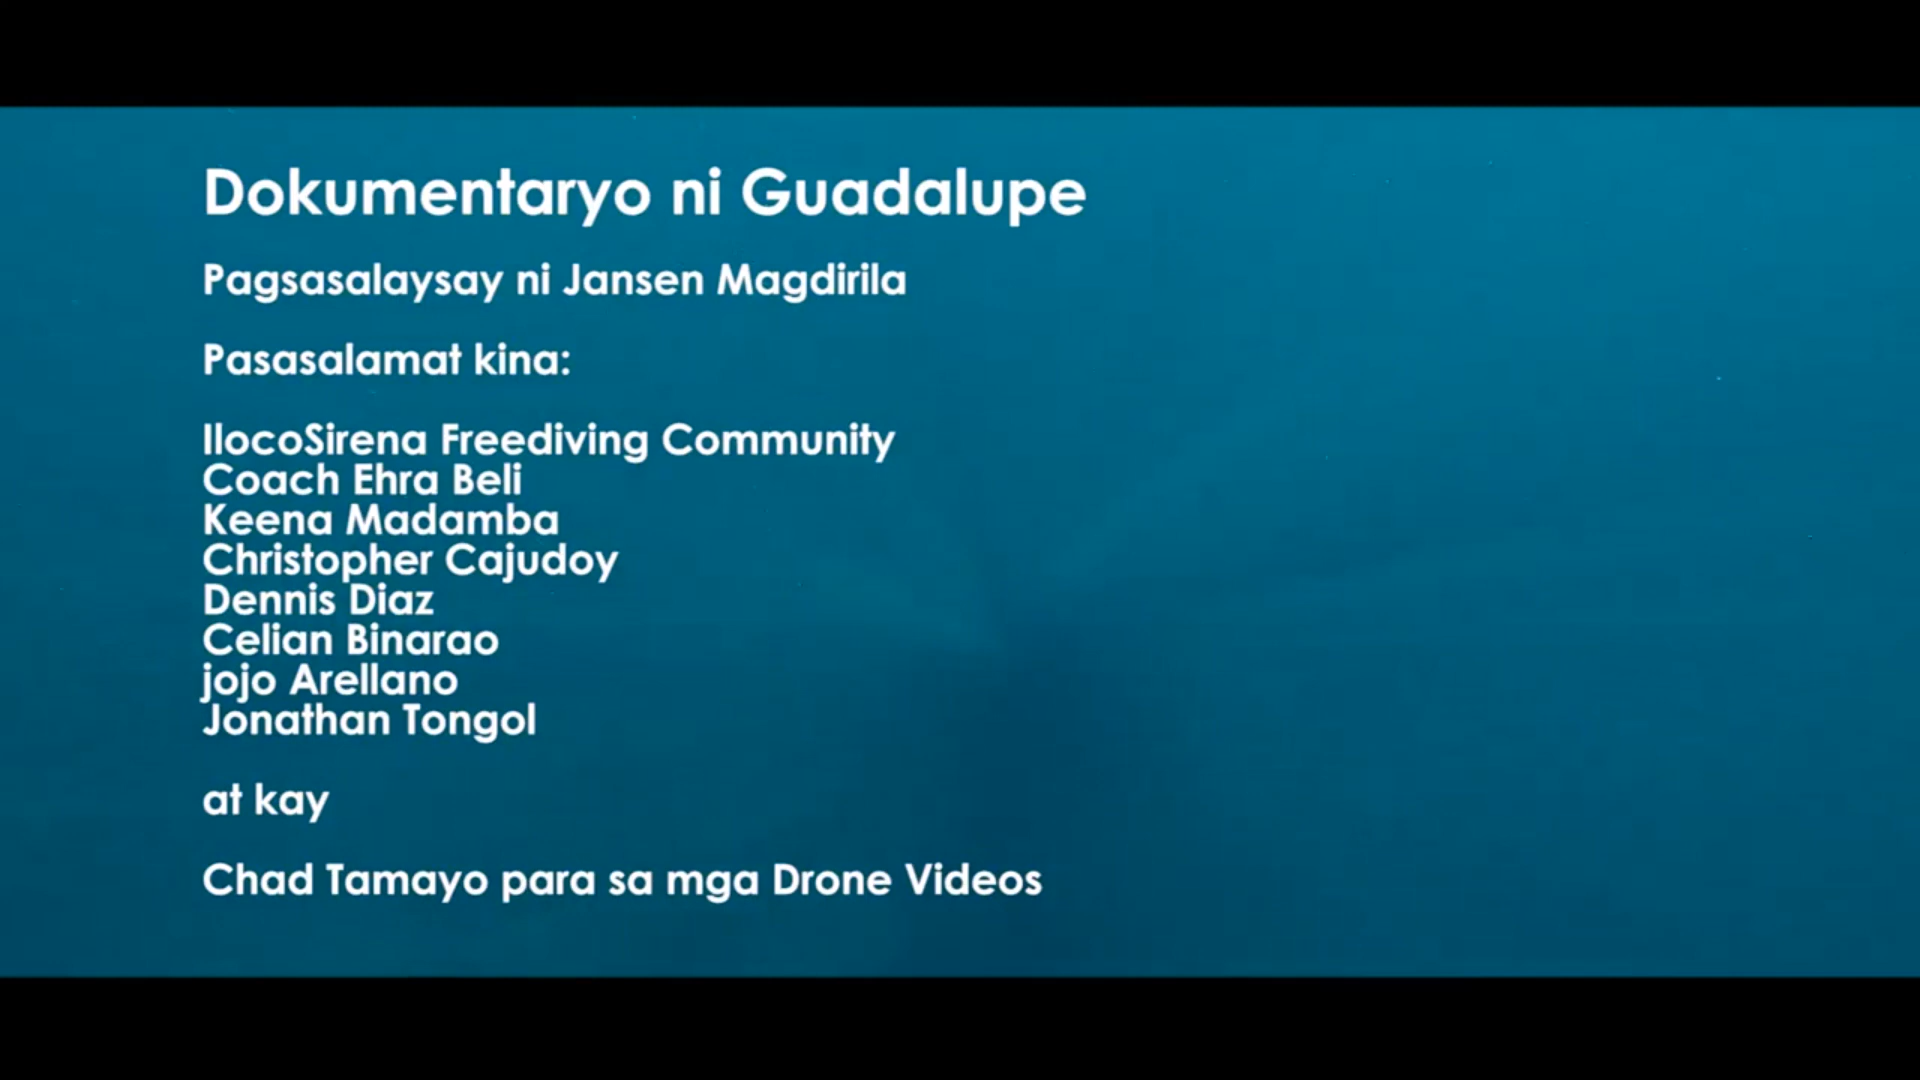 Dokumentaryo ni Guadalupe
Pagsasalaysay ni Jansen Magdirila
Pasasalamat kina:
IlocoSirena Freediving Community
Coach Ehra Beli
Keena Madamba
Christopher Cajudoy
Dennis Diaz
Celian Binarao
jojo Arellano
Jonathan Tongol
at kay
Chad Tamayo para sa mga Drone Videos